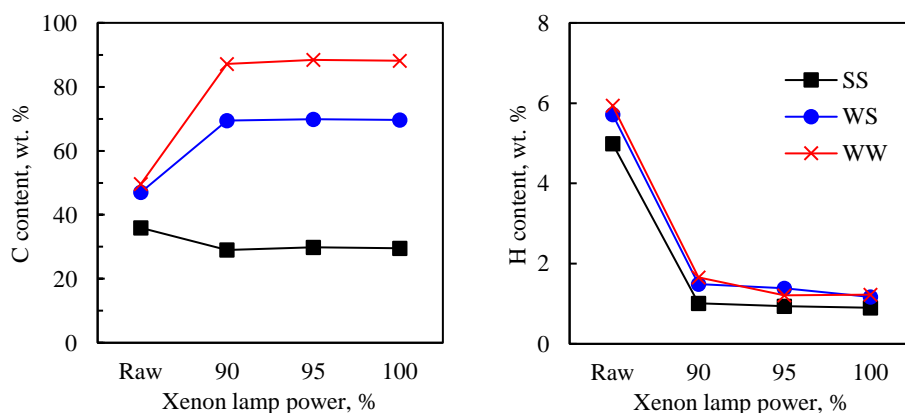 C content, wt. %
100
80
60
40
20
0
Raw 90 95 100
Xenon lamp power, %
H content, wt. %
8
6
4
2
0
SS
WS
WW
Raw 90 95 100
Xenon lamp power, %